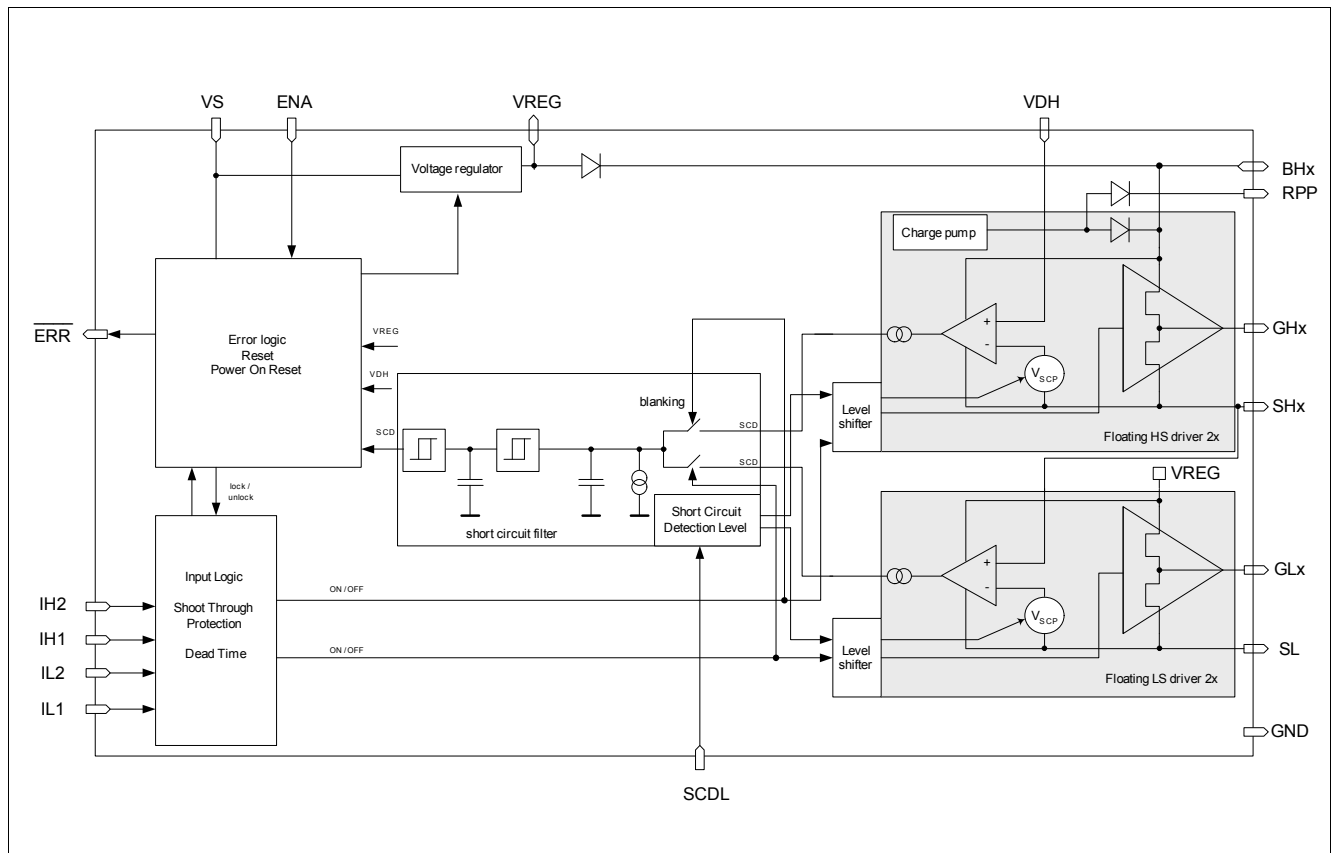 VS
ENA
VREG
VDH
Voltage regulator
BHx
RPP
Charge pump
ERR
Error logic
Reset
Power On Reset
VREG
VDH
SCD
+
-
V SCP
GHx
SHx
Level
shifter
Floating HS driver 2x
blanking
SCD
SCD
lock /
unlock
short circuit filter
Short Circuit
Detection Level
VREG
Input Logic
Shoot Through
Protection
Dead Time
ON / OFF
ON / OFF
IH2
IH1
IL2
IL1
+
-
V SCP
GLx
SL
Level
shifter
Floating LS driver 2x
GND
SCDL